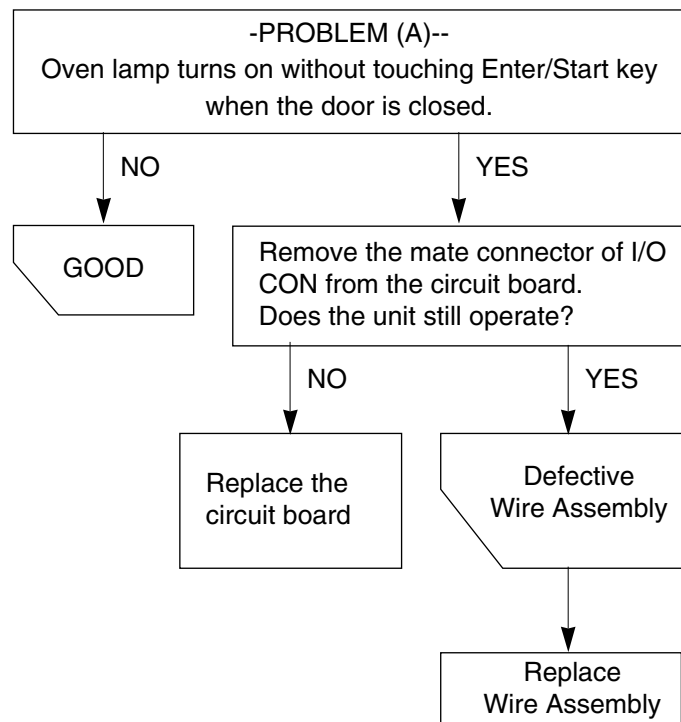 -PROBLEM (A)--
Oven lamp turns on without touching Enter/Start key
when the door is closed.
NO
YES
GOOD
Remove the mate connector of I/O
CON from the circuit board.
Does the unit still operate?
NO
YES
Replace the
circuit board
Defective
Wire Assembly
Replace
Wire Assembly